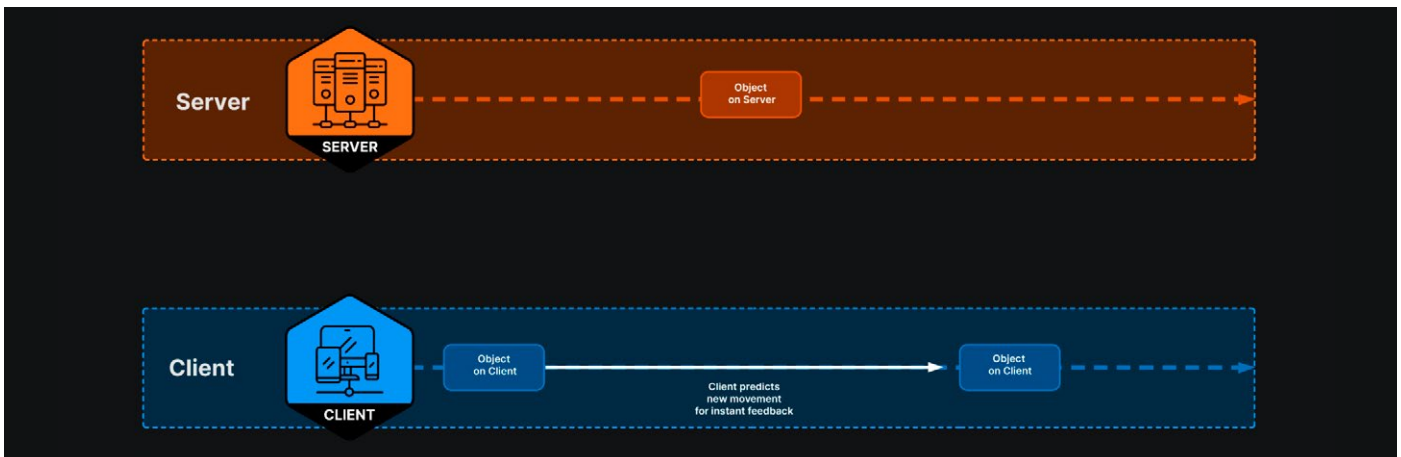 Server
SERVER
Object
on Server
Client
CLIENT
Object
on Client
Client predicts
new movement
for instant feedback
Object
on Client